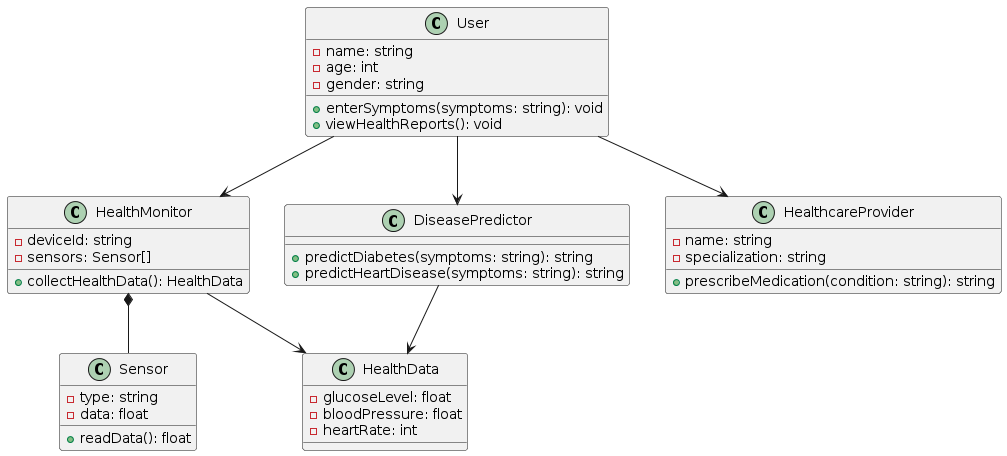 C User
name: string
age: int
gender: string
enterSymptoms(symptoms: string): void
viewHealthReports(): void
C HealthMonitor
deviceId: string
sensors: Sensor[]
collectHealthData(): HealthData
C DiseasePredictor
predictDiabetes(symptoms: string): string
predictHeartDisease(symptoms: string): string
C HealthcareProvider
name: string
specialization: string
prescribeMedication(condition: string): string
C Sensor
type: string
data: float
readData(): float
C HealthData
glucoseLevel: float
bloodPressure: float
heartRate: int